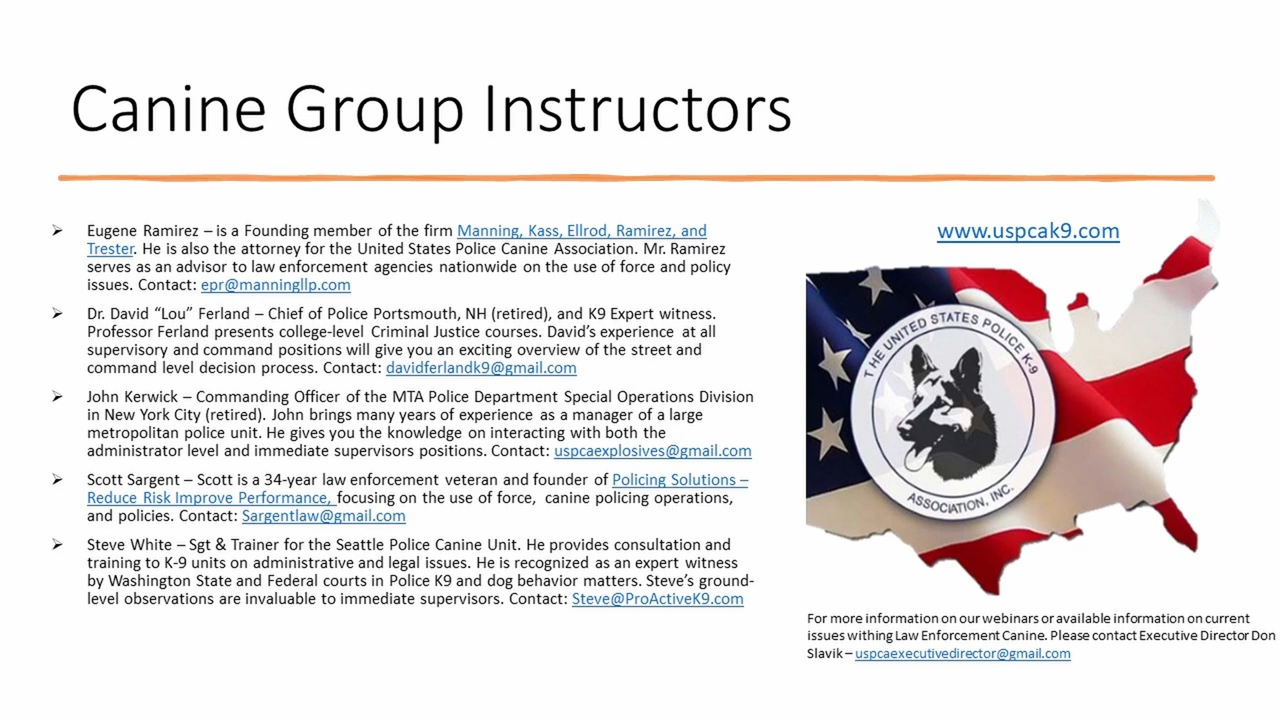 Canine Group Instructors
➢ Eugene Ramirez – is a Founding member of the firm Manning, Kass, Ellrod, Ramirez, and
Trester. He is also the attorney for the United States Police Canine Association. Mr. Ramirez
serves as an advisor to law enforcement agencies nationwide on the use of force and policy
issues. Contact: epr@manningllp.com
➢ Dr. David “Lou” Ferland – Chief of Police Portsmouth, NH (retired), and K9 Expert witness.
Professor Ferland presents college-level Criminal Justice courses. David’s experience at all
supervisory and command positions will give you an exciting overview of the street and
command level decision process. Contact: davidferlandk9@gmail.com
➢ John Kerwick – Commanding Officer of the MTA Police Department Special Operations Division
in New York City (retired). John brings many years of experience as a manager of a large
metropolitan police unit. He gives you the knowledge on interacting with both the
administrator level and immediate supervisors positions. Contact: uspcaexplosives@gmail.com
➢ Scott Sargent – Scott is a 34-year law enforcement veteran and founder of Policing Solutions –
Reduce Risk Improve Performance, focusing on the use of force, canine policing operations,
and policies. Contact: Sargentlaw@gmail.com
➢ Steve White – Sgt & Trainer for the Seattle Police Canine Unit. He provides consultation and
training to K-9 units on administrative and legal issues. He is recognized as an expert witness
by Washington State and Federal courts in Police K9 and dog behavior matters. Steve’s ground-
level observations are invaluable to immediate supervisors. Contact: Steve@ProActiveK9.com
www.uspcak9.com
THE UNITED STATES POLICE K-9
ASSOCIATION, INC.
For more information on our webinars or available information on current
issues withing Law Enforcement Canine. Please contact Executive Director Don
Slavik – uspcaexecutivedirector@gmail.com